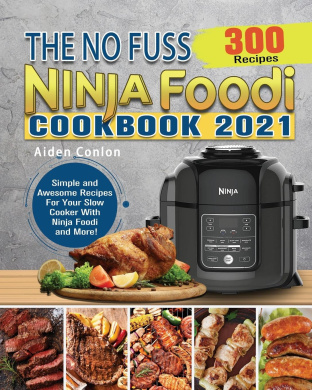 THE NO FUSS
300
Recipes
NINJA Foodi
COOKBOOK 2021
Aiden Conlon
Simple and
Awesome Recipes
For Your Slow
Cooker With
Ninja Foodi
and More!
NINJA